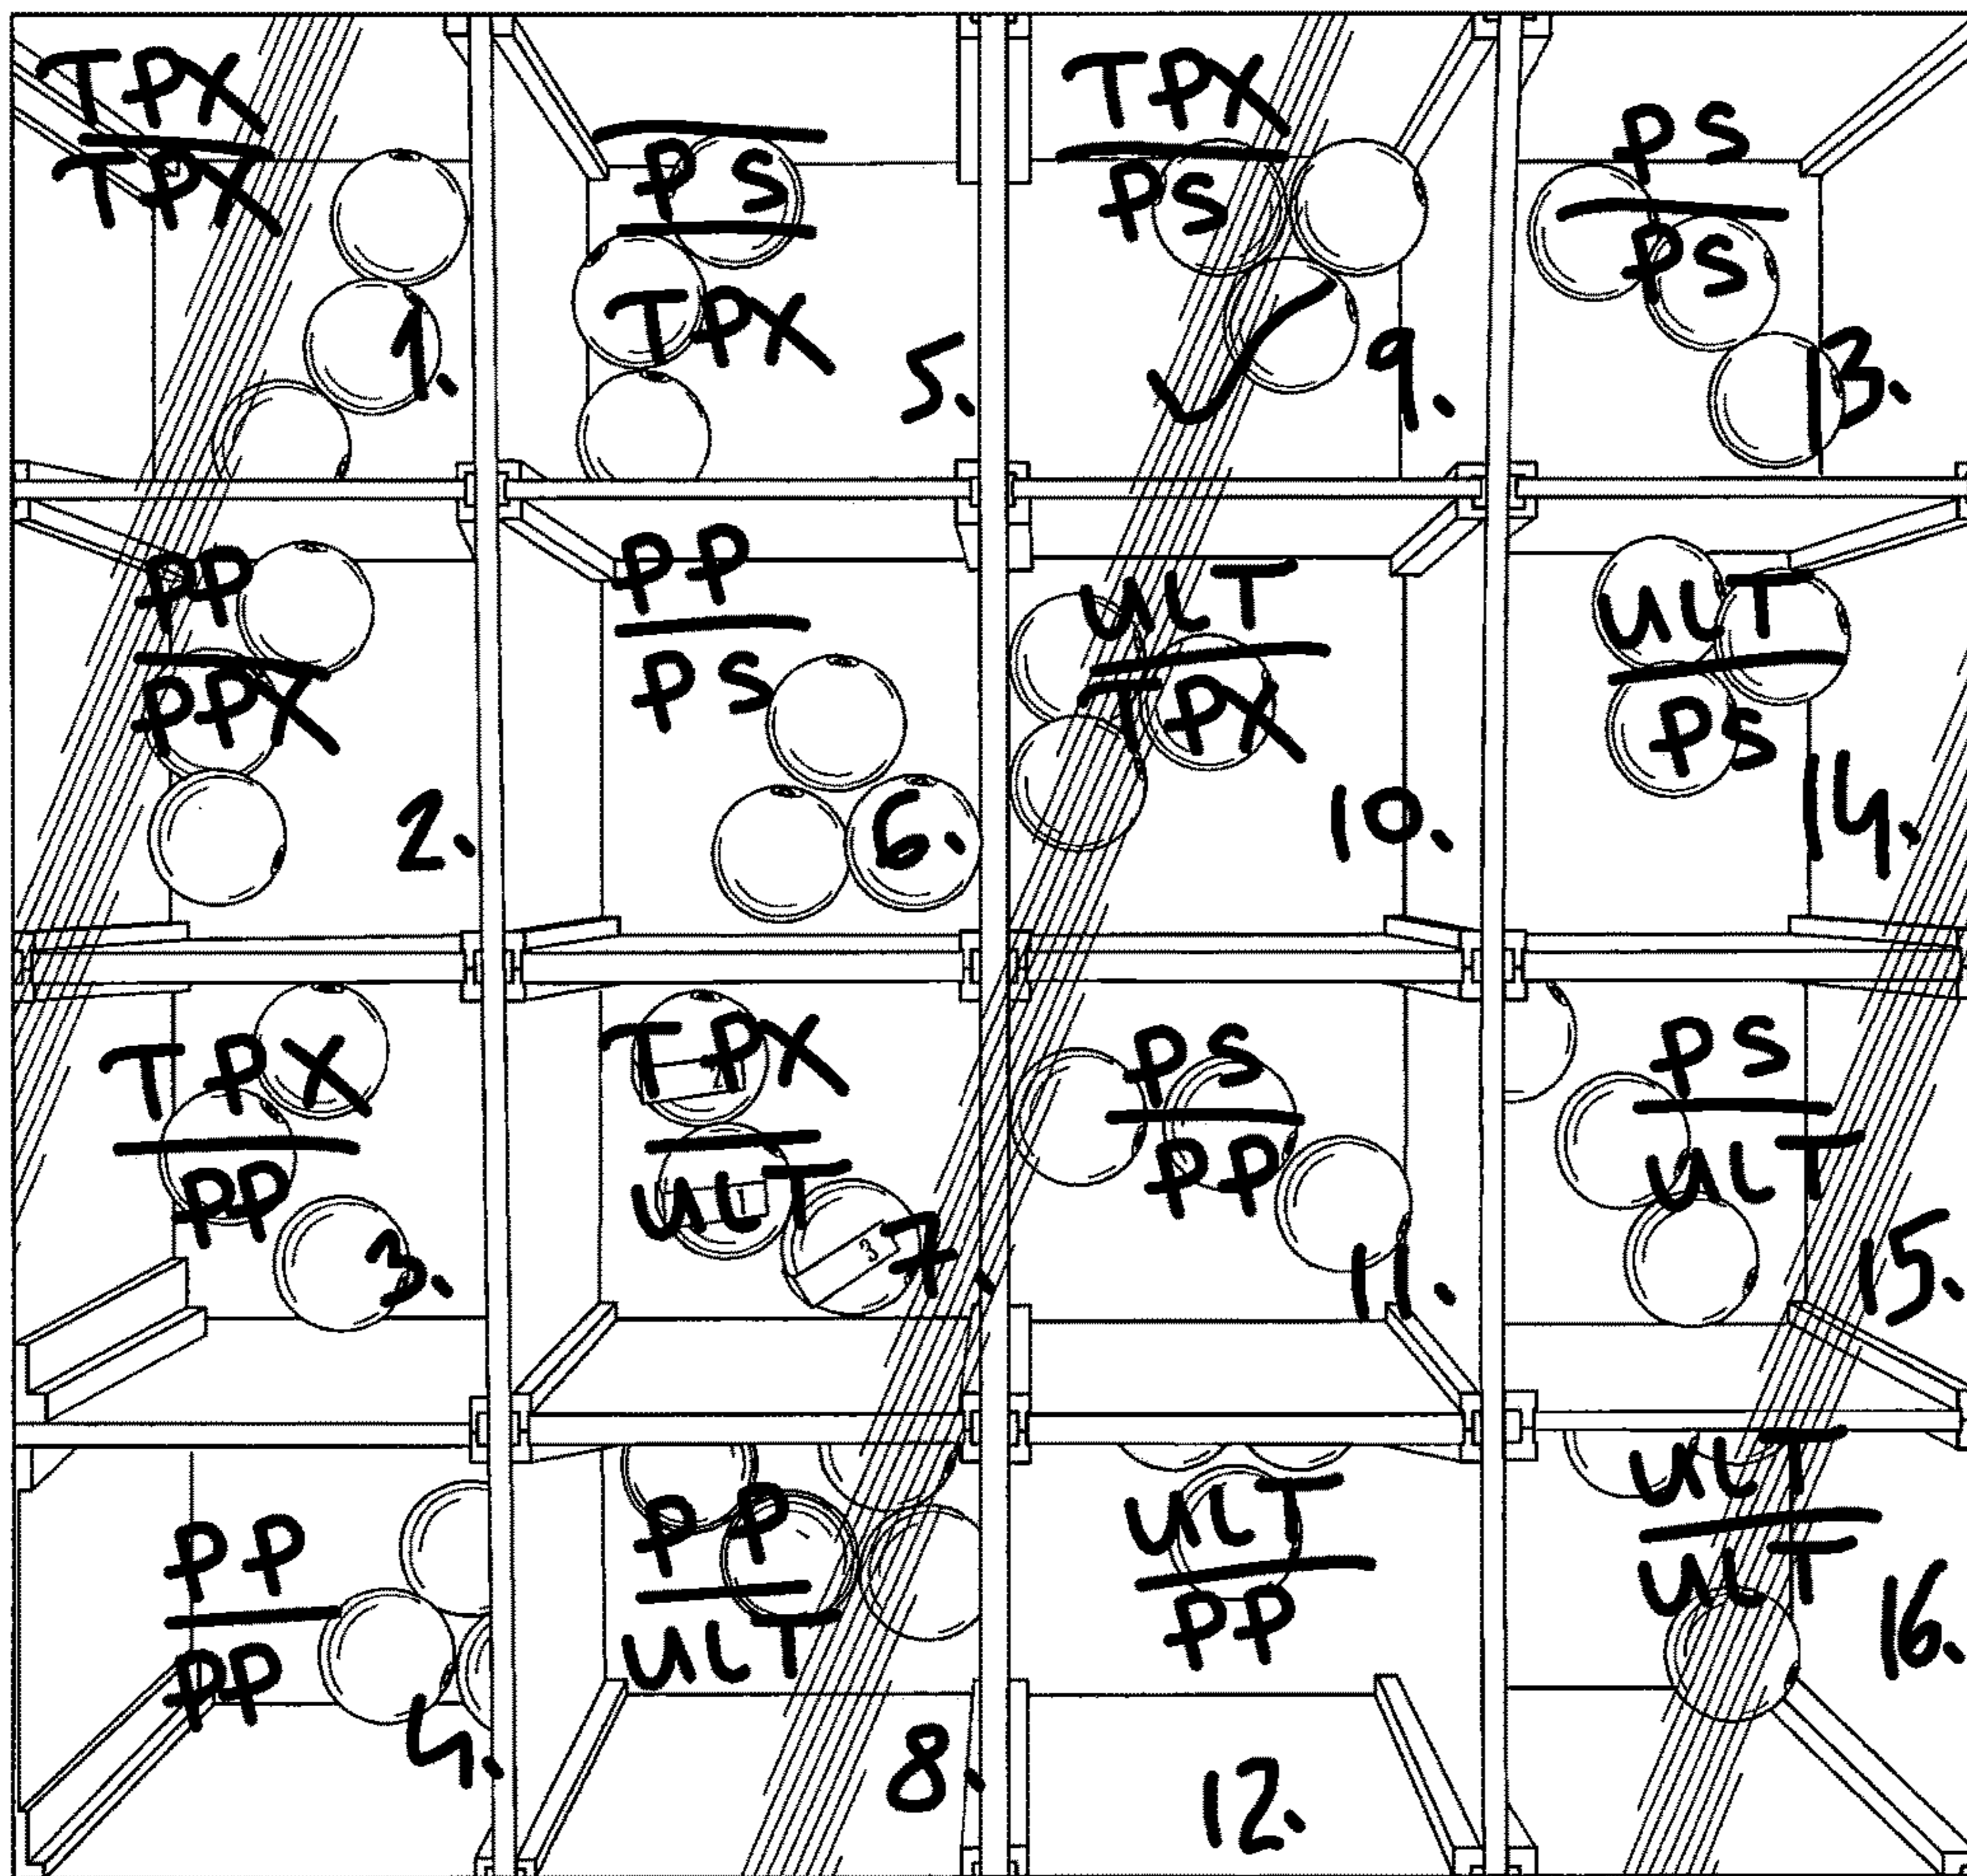 TPX
TPX
1.
PS
TPX
5.
TPX
PS
9.
PS
PS
13.
PP
PPX
2.
PP
PS
6.
ULT
TPX
10.
ULT
PS
14.
TPX
PP
3.
TPX
ULT
1
3
7.
PS
PP
11.
PS
ULT
15.
PP
PP
4.
PP
ULT
8.
ULT
PP
12.
ULT
ULT
16.